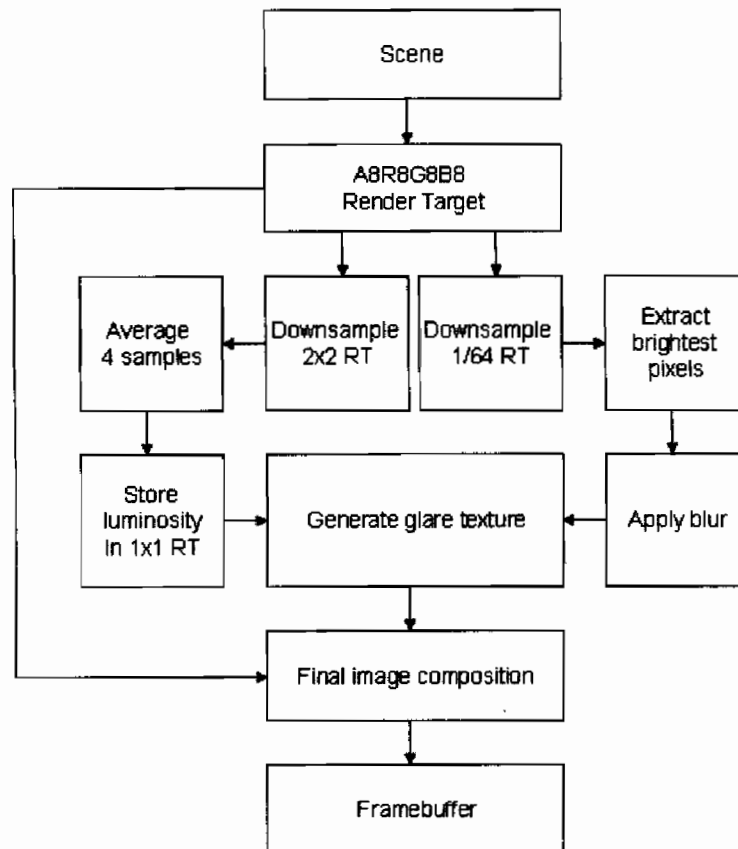 Scene
A8R8G8B8
Render Target
Average
4 samples
Downsample
2x2 RT
Downsample
1/64 RT
Extract
brightest
pixels
Store
luminosity
In 1x1 RT
Generate glare texture
Apply blur
Final image composition
Framebuffer